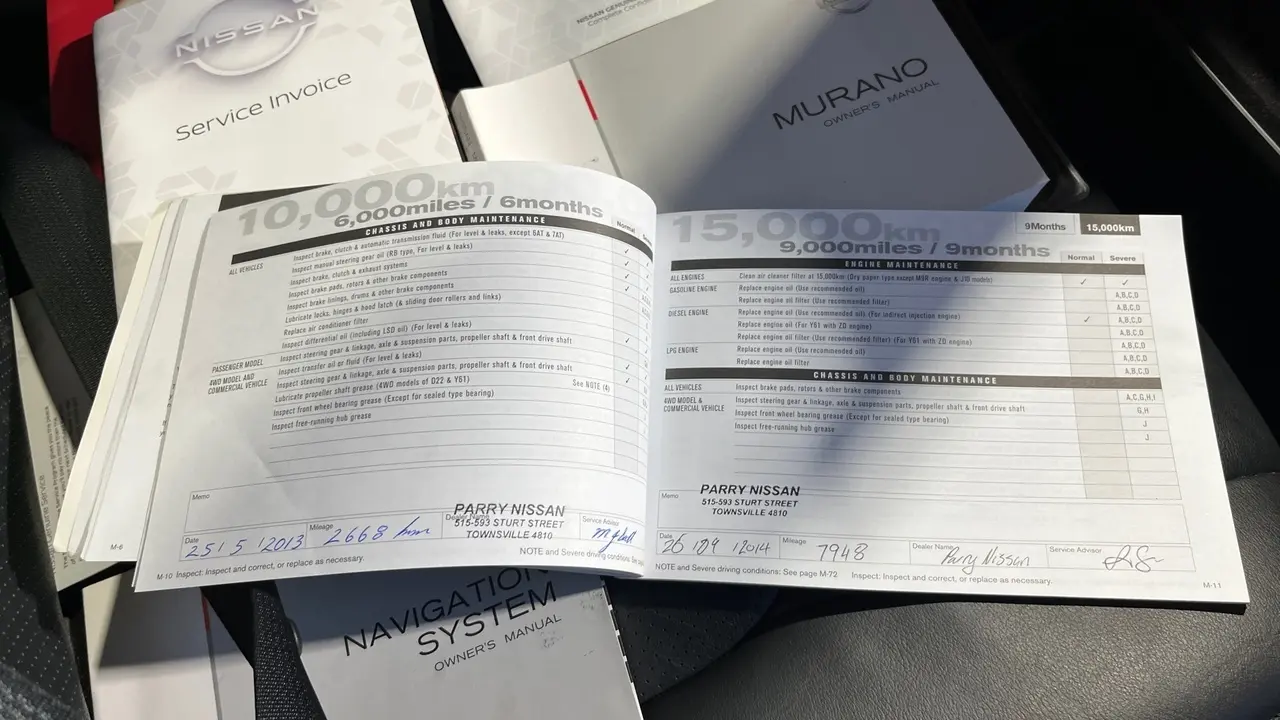 NISSAN
Service Invoice
NISSAN GENUINE
MURANO
OWNER'S MANUAL
10,000km
6,000miles / 6months
CHASSIS AND BODY MAINTENANCE
Normal
ALL VEHICLES
Inspect brake, clutch & automatic transmission fluid (For level & leaks, except 6AT & 7AT)
Inspect manual steering gear oil (RB type, For level & leaks)
Inspect brake, clutch & exhaust systems
Inspect brake pads, rotors & other brake components
Inspect brake linings, drums & other brake components
Lubricate locks, hinges & hood latch (& sliding door rollers and links)
Replace air conditioner filter
Inspect differential oil (including LSD oil) (For level & leaks)
PASSENGER MODEL
Inspect steering gear & linkage, axle & suspension parts, propeller shaft & front drive shaft
4WD MODEL AND COMMERCIAL VEHICLE
Inspect transfer oil or fluid (For level & leaks)
Inspect steering gear & linkage, axle & suspension parts, propeller shaft & front drive shaft
Lubricate propeller shaft grease (4WD models of D22 & Y61)
See NOTE (4)
Inspect front wheel bearing grease (Except for sealed type bearing)
Inspect free-running hub grease
Memo
PARRY NISSAN
515-593 STURT STREET
TOWNSVILLE 4810
Date 25/5/2013
Mileage 2668 km
Dealer Name
Service Advisor
NOTE and Severe driving conditions: See
M-6
M-10 Inspect: Inspect and correct, or replace as necessary.
15,000km
9,000miles / 9months
9Months 15,000km
ENGINE MAINTENANCE
Normal Severe
ALL ENGINES
Clean air cleaner filter at 15,000km (Dry paper type except MSR engine & J10 models)
GASOLINE ENGINE
Replace engine oil (Use recommended oil) A,B,C,D
Replace engine oil filter (Use recommended filter) A,B,C,D
DIESEL ENGINE
Replace engine oil (Use recommended oil) (For indirect injection engine) A,B,C,D
Replace engine oil (For Y61 with ZD engine)
Replace engine oil filter (Use recommended filter) (For Y61 with ZD engine) A,B,C,D
LPG ENGINE
Replace engine oil (Use recommended oil) A,B,C,D
Replace engine oil filter A,B,C,D
CHASSIS AND BODY MAINTENANCE
ALL VEHICLES
Inspect brake pads, rotors & other brake components A,C,G,H,I
4WD MODEL & COMMERCIAL VEHICLE
Inspect steering gear & linkage, axle & suspension parts, propeller shaft & front drive shaft G,H
Inspect front wheel bearing grease (Except for sealed type bearing) J
Inspect free-running hub grease J
Memo
PARRY NISSAN
515-593 STURT STREET
TOWNSVILLE 4810
Date 26/09/2014
Mileage 7948
Dealer Name Parry Nissan
Service Advisor
NOTE and Severe driving conditions: See page M-72 Inspect: Inspect and correct, or replace as necessary.
M-11
NAVIGATION
SYSTEM
OWNER'S MANUAL